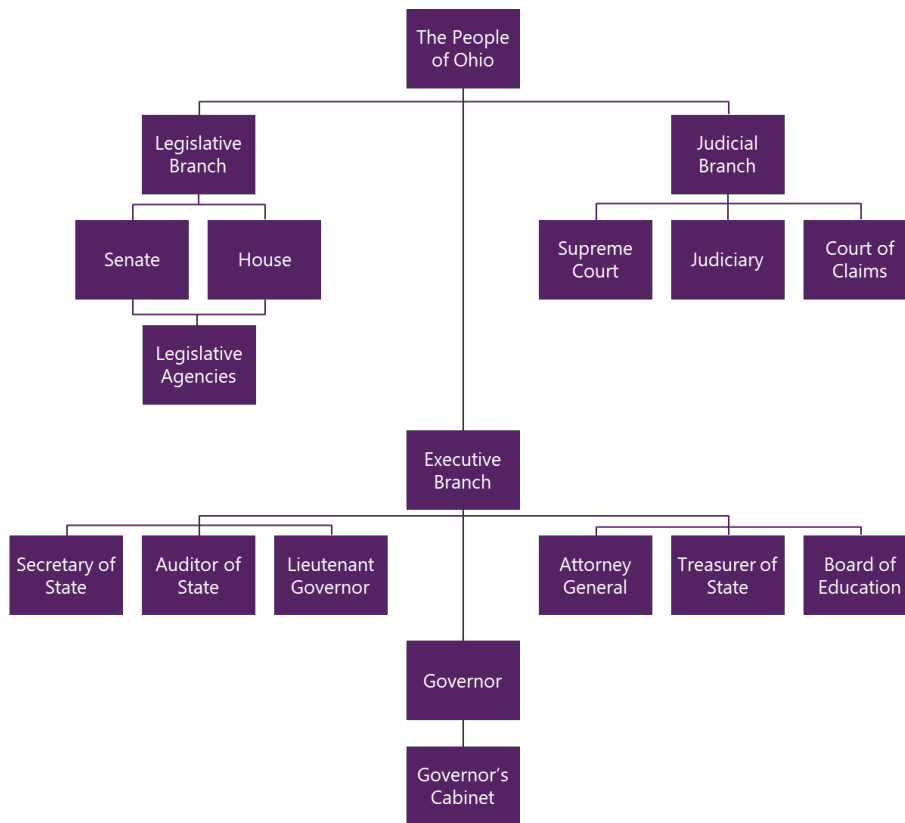 The People
of Ohio
Legislative
Branch
Judicial
Branch
Senate
House
Supreme
Court
Judiciary
Court of
Claims
Legislative
Agencies
Executive
Branch
Secretary of
State
Auditor of
State
Lieutenant
Governor
Attorney
General
Treasurer of
State
Board of
Education
Governor
Governor’s
Cabinet